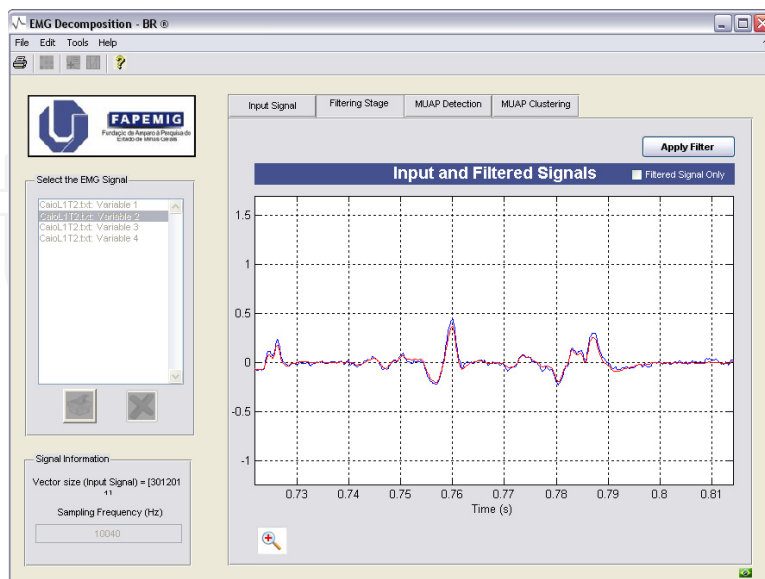 EMG Decomposition - BR ®
File Edit Tools Help
FAPEMIG
Fundação de Amparo à Pesquisa do
Estado de Minas Gerais
Select the EMG Signal
CaioL1T2.txt: Variable 1
CaioL1T2.txt: Variable 2
CaioL1T2.txt: Variable 3
CaioL1T2.txt: Variable 4
Signal Information
Vector size (Input Signal) = [301201
1]
Sampling Frequency (Hz)
10040
Input Signal
Filtering Stage
MUAP Detection
MUAP Clustering
Apply Filter
Input and Filtered Signals
Filtered Signal Only
1.5
1
0.5
0
-0.5
-1
0.73 0.74 0.75 0.76 0.77 0.78 0.79 0.8 0.81
Time (s)